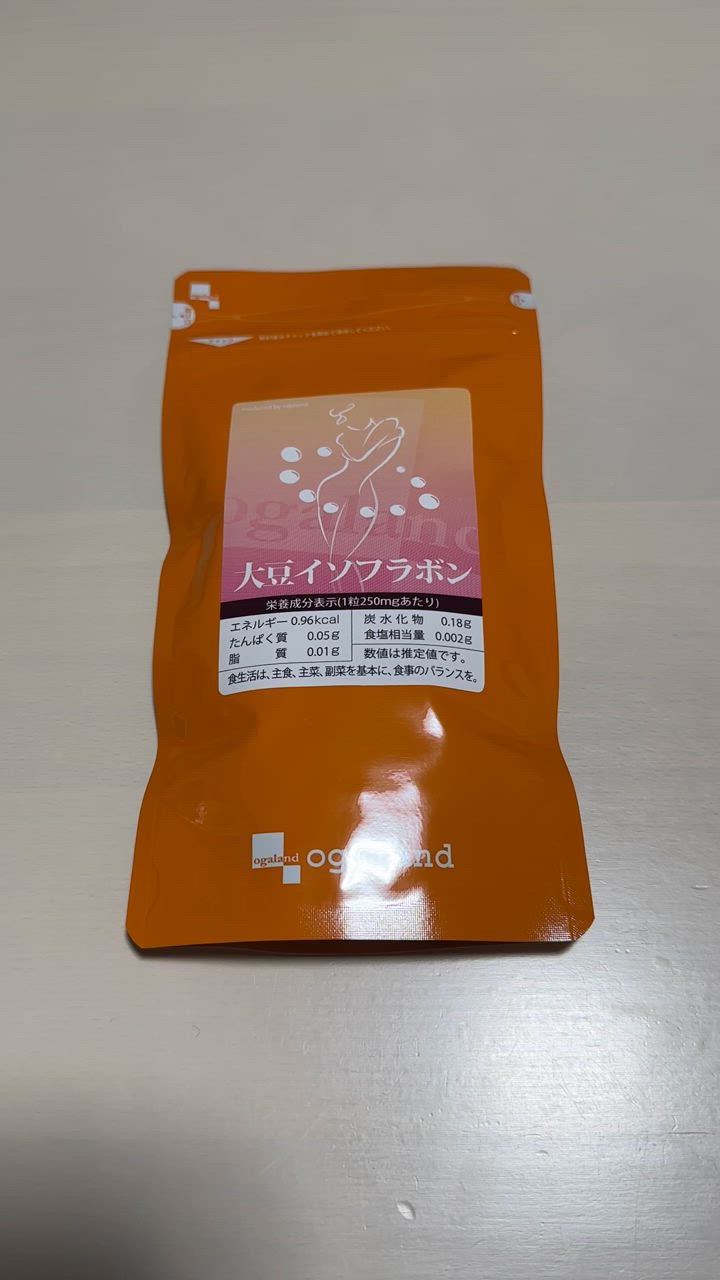 ogaland
大豆イソフラボン
栄養成分表示(1粒250mgあたり)
エネルギー 0.96kcal
たんぱく質 0.05g
脂質 0.01g
炭水化物 0.18g
食塩相当量 0.002g
数値は推定値です。
食生活は、主食、主菜、副菜を基本に、食事のバランスを。
ogaland